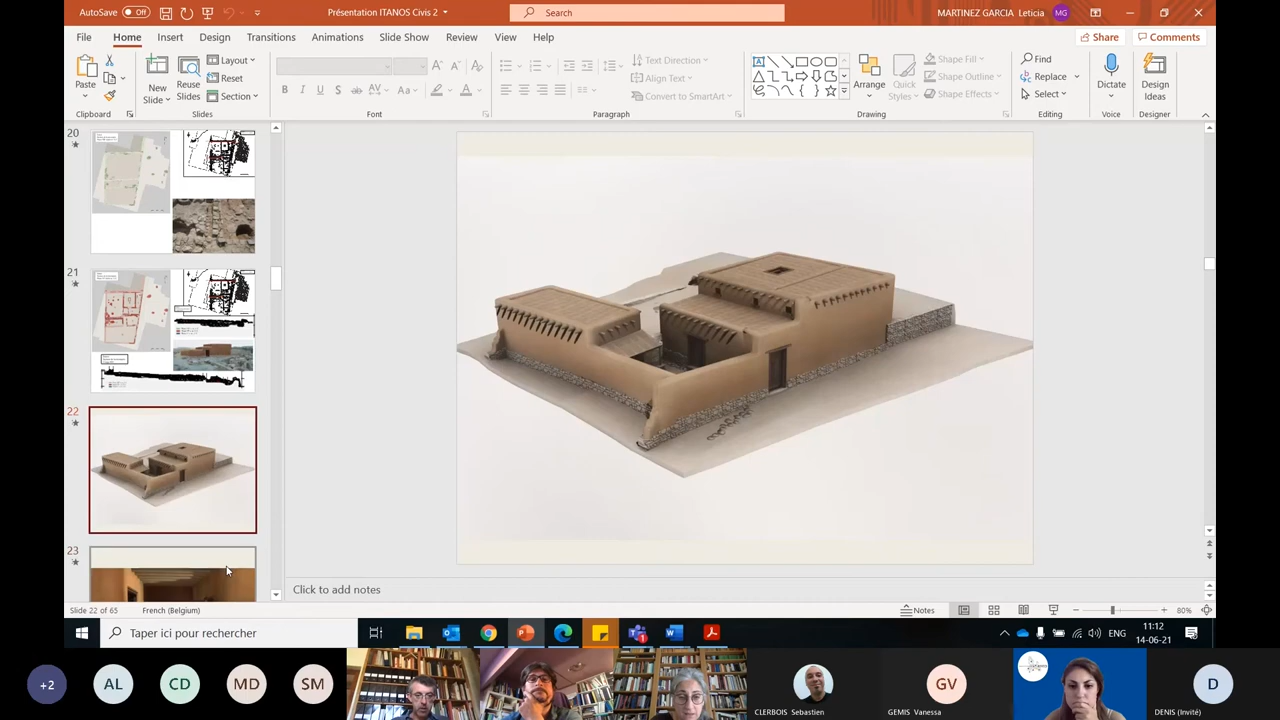 AutoSave Off
Présentation ITANOS Civis 2
Search
MARTINEZ GARCIA Leticia MG
File Home Insert Design Transitions Animations Slide Show Review View Help
Share Comments
Paste
New Slide
Reuse Slides
Layout
Reset
Section
Text Direction
Align Text
Convert to SmartArt
Arrange
Quick Styles
Shape Fill
Shape Outline
Shape Effects
Find
Replace
Select
Dictate
Design Ideas
Clipboard Slides Font Paragraph Drawing Editing Voice Designer
20
21
22
23
Click to add notes
Slide 22 of 65 French (Belgium) Notes 80%
Taper ici pour rechercher
ENG
11:12
14-06-21
+2 AL CD MD SM
CLERBOIS Sebastien
GV
GEMIS Vanessa
D
DENIS (Invité)